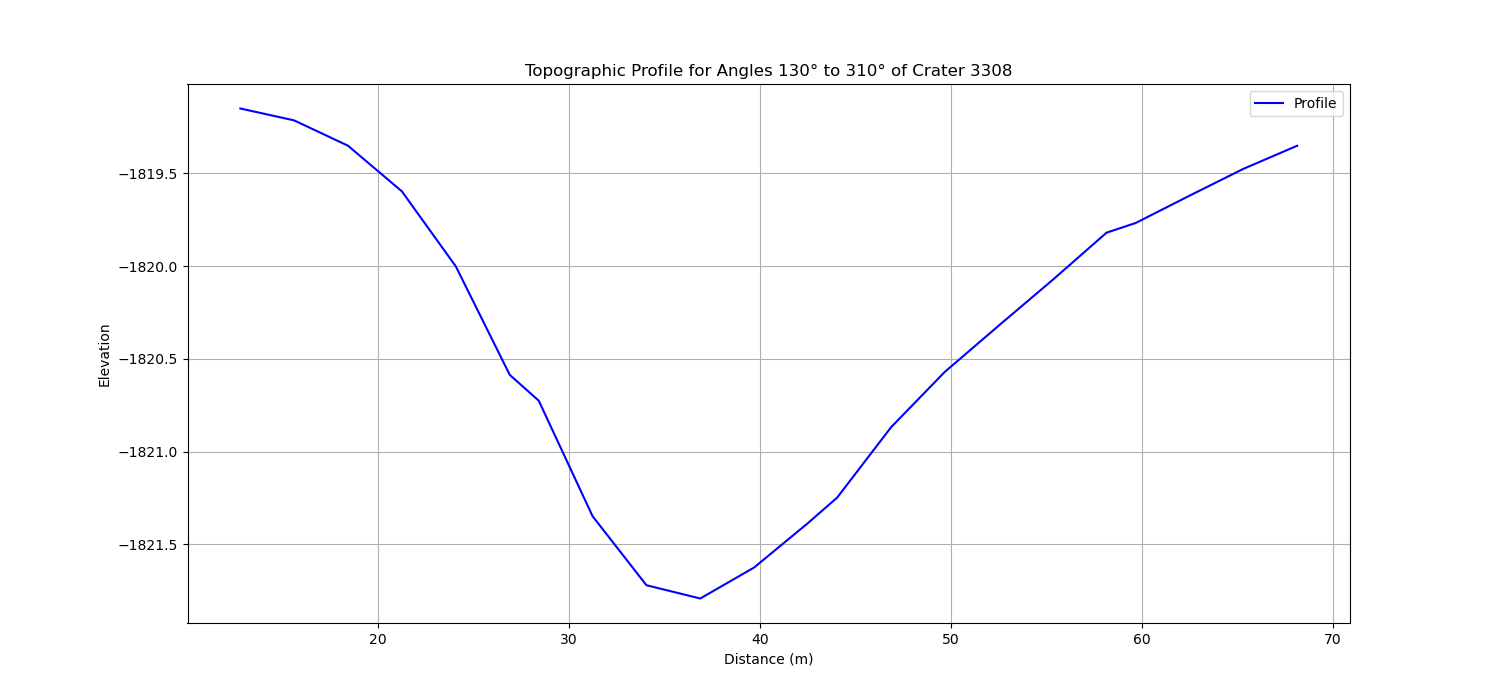 Topographic Profile for Angles 130° to 310° of Crater 3308
Profile
Elevation
−1819.5
−1820.0
−1820.5
−1821.0
−1821.5
20 30 40 50 60 70
Distance (m)